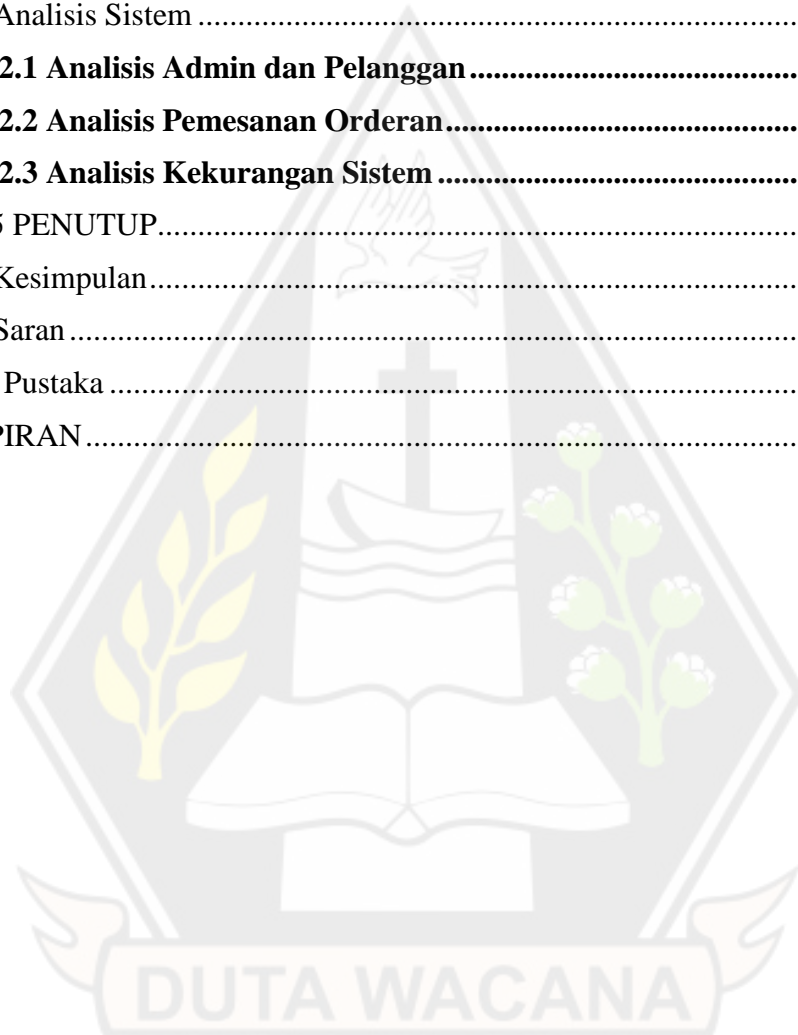 Analisis Sistem ...............................................................................
2.1 Analisis Admin dan Pelanggan...........................................
2.2 Analisis Pemesanan Orderan..............................................
2.3 Analisis Kekurangan Sistem ..............................................
5 PENUTUP.....................................................................................
Kesimpulan......................................................................................
Saran ................................................................................................
Pustaka ...........................................................................................
PIRAN..............................................................................................
DUTA WACANA